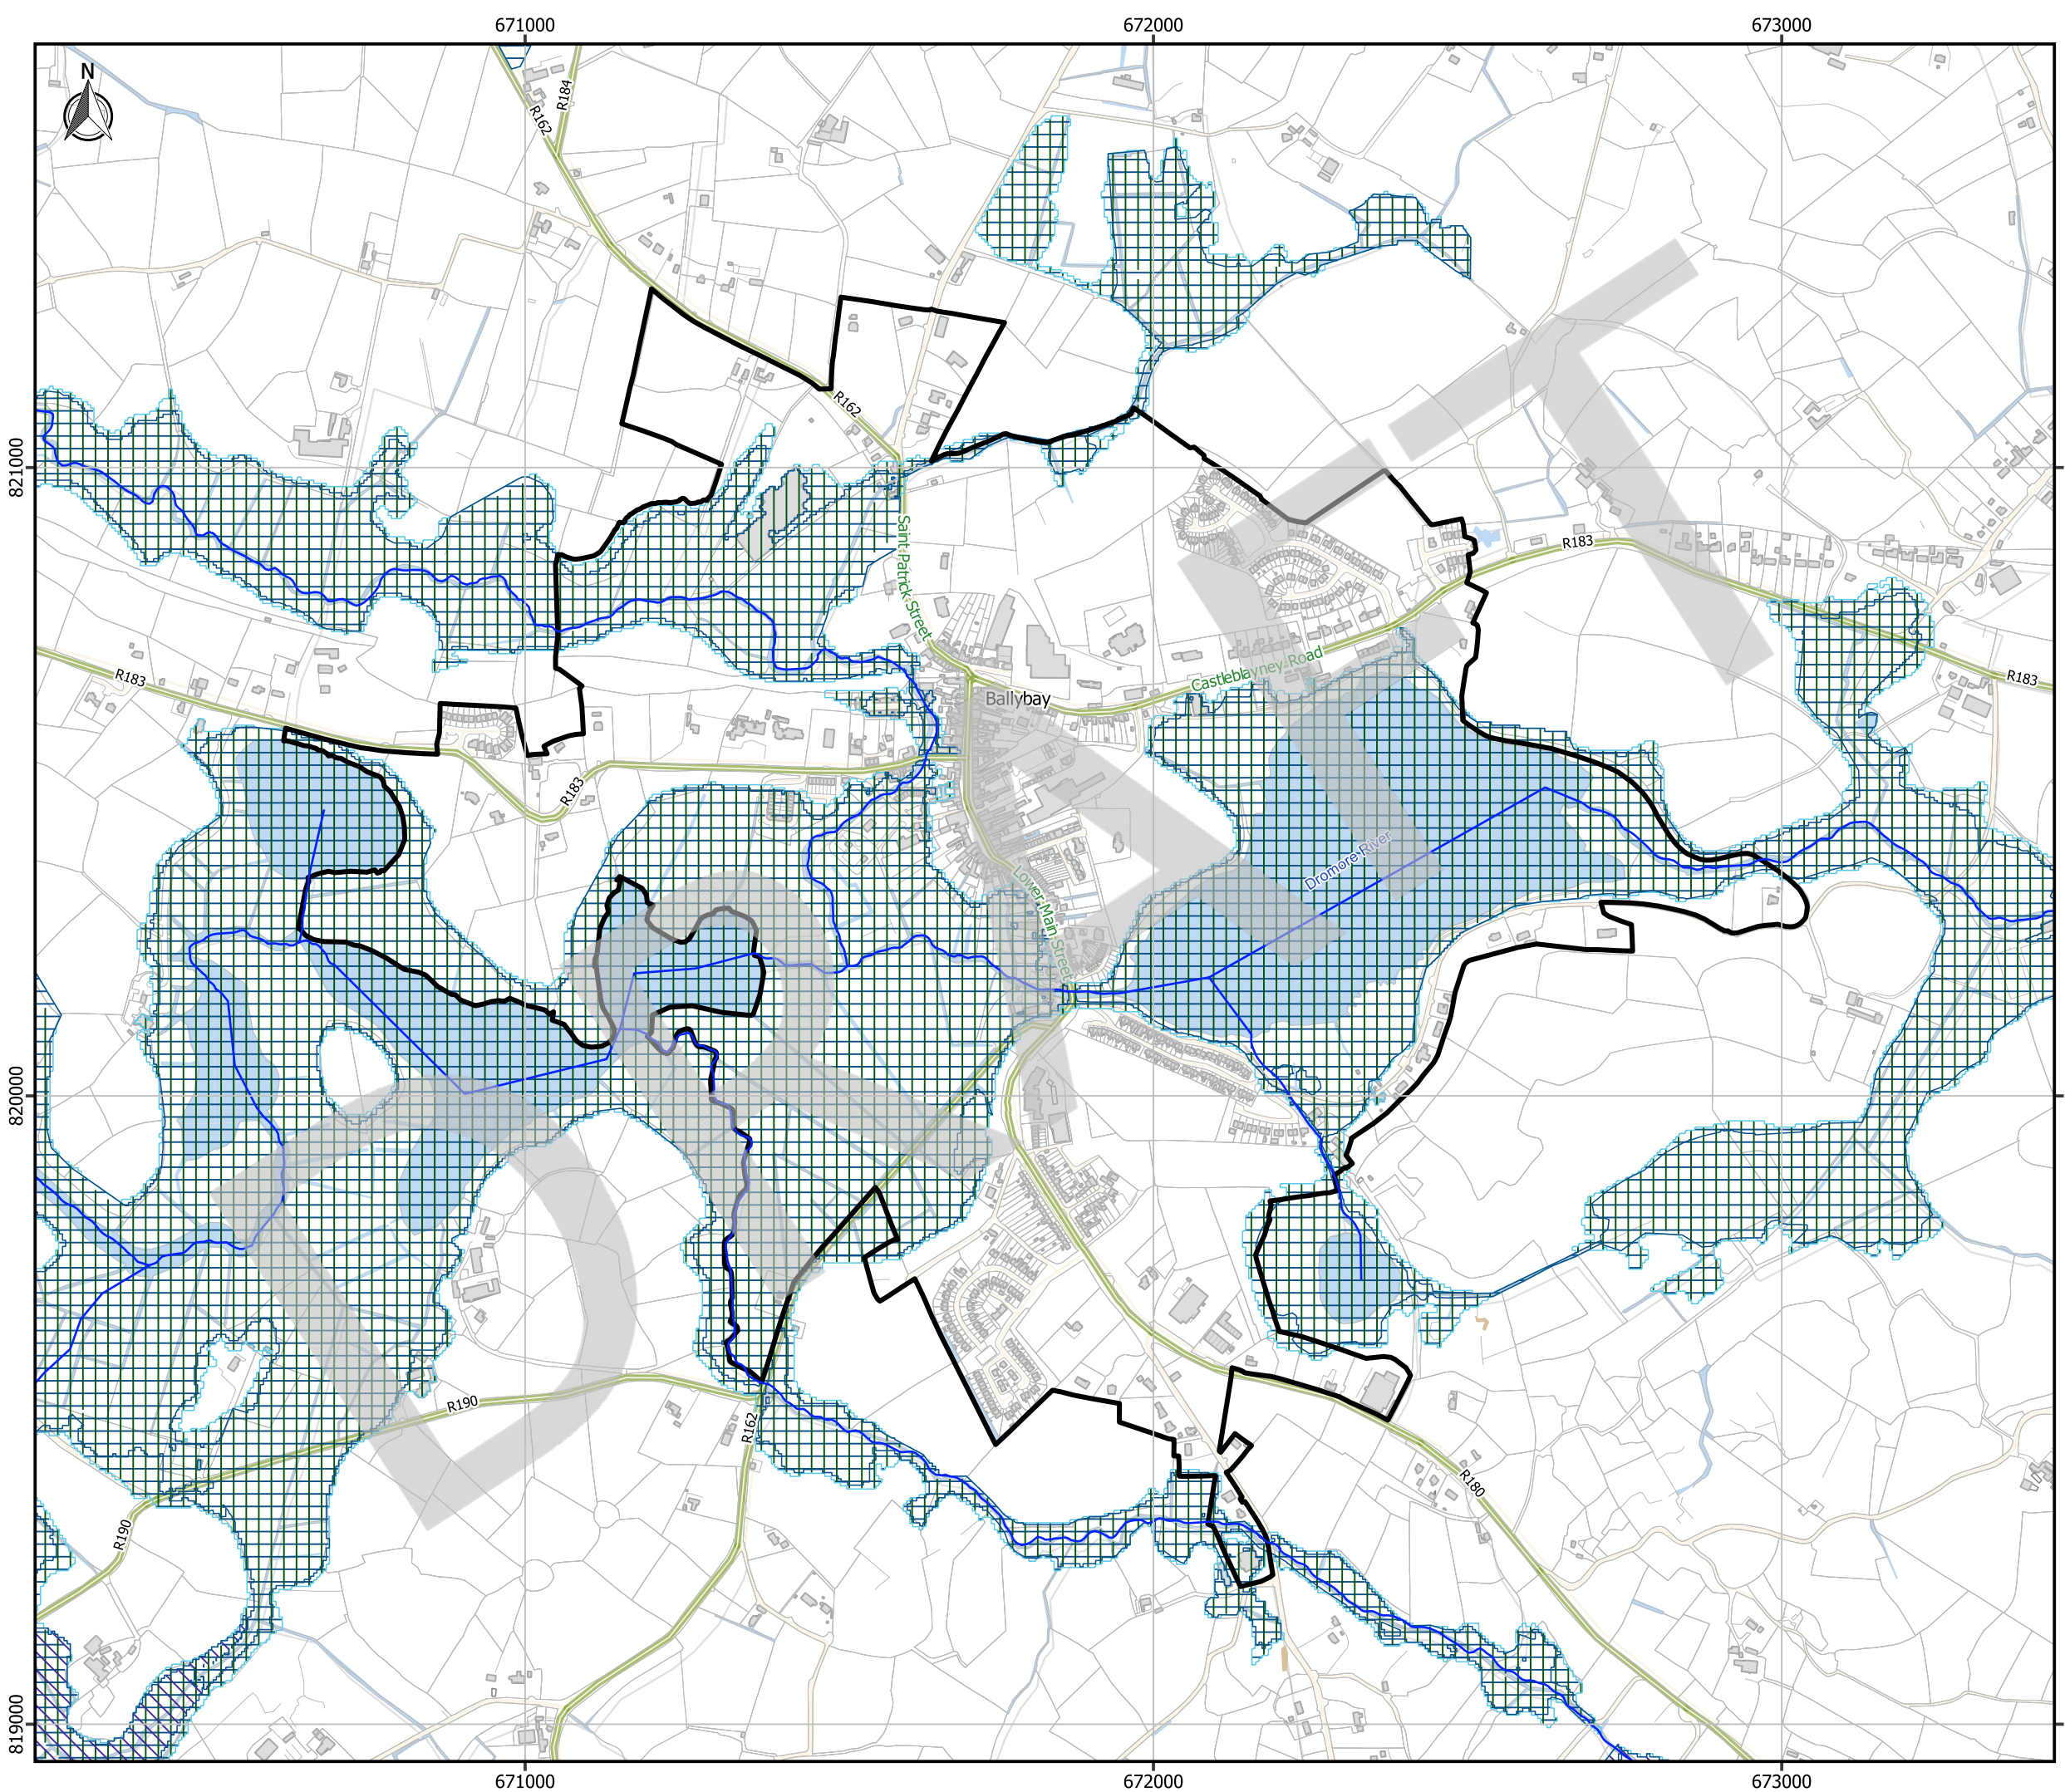 671000
672000
673000
N
R184
R162
R162
821000
Saint Patrick Street
R183
R183
Castleblayney Road
R183
Ballybay
R183
Dromore River
Lower Main Street
820000
R190
R162
R180
R190
819000
671000
672000
673000
DRAFT